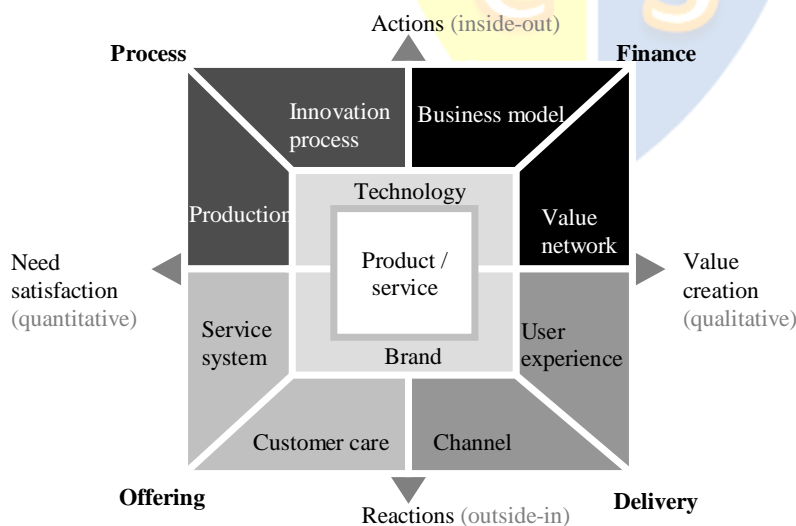 Actions (inside-out)
Process
Finance
Innovation
process
Business model
Technology
Production
Value
network
Product /
service
Need
satisfaction
(quantitative)
Value
creation
(qualitative)
Service
system
User
experience
Brand
Customer care
Channel
Offering
Delivery
Reactions (outside-in)